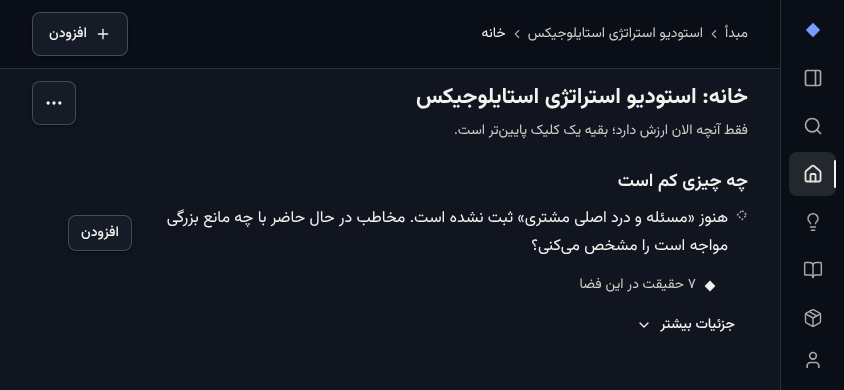 مبدأ › استودیو استراتژی استایلوجیکس › خانه
افزودن
خانه: استودیو استراتژی استایلوجیکس
فقط آنچه الان ارزش دارد؛ بقیه یک کلیک پایین‌تر است.
چه چیزی کم است
هنوز «مسئله و درد اصلی مشتری» ثبت نشده است. مخاطب در حال حاضر با چه مانع بزرگی
مواجه است را مشخص می‌کنی؟
افزودن
۷ حقیقت در این فضا
جزئیات بیشتر